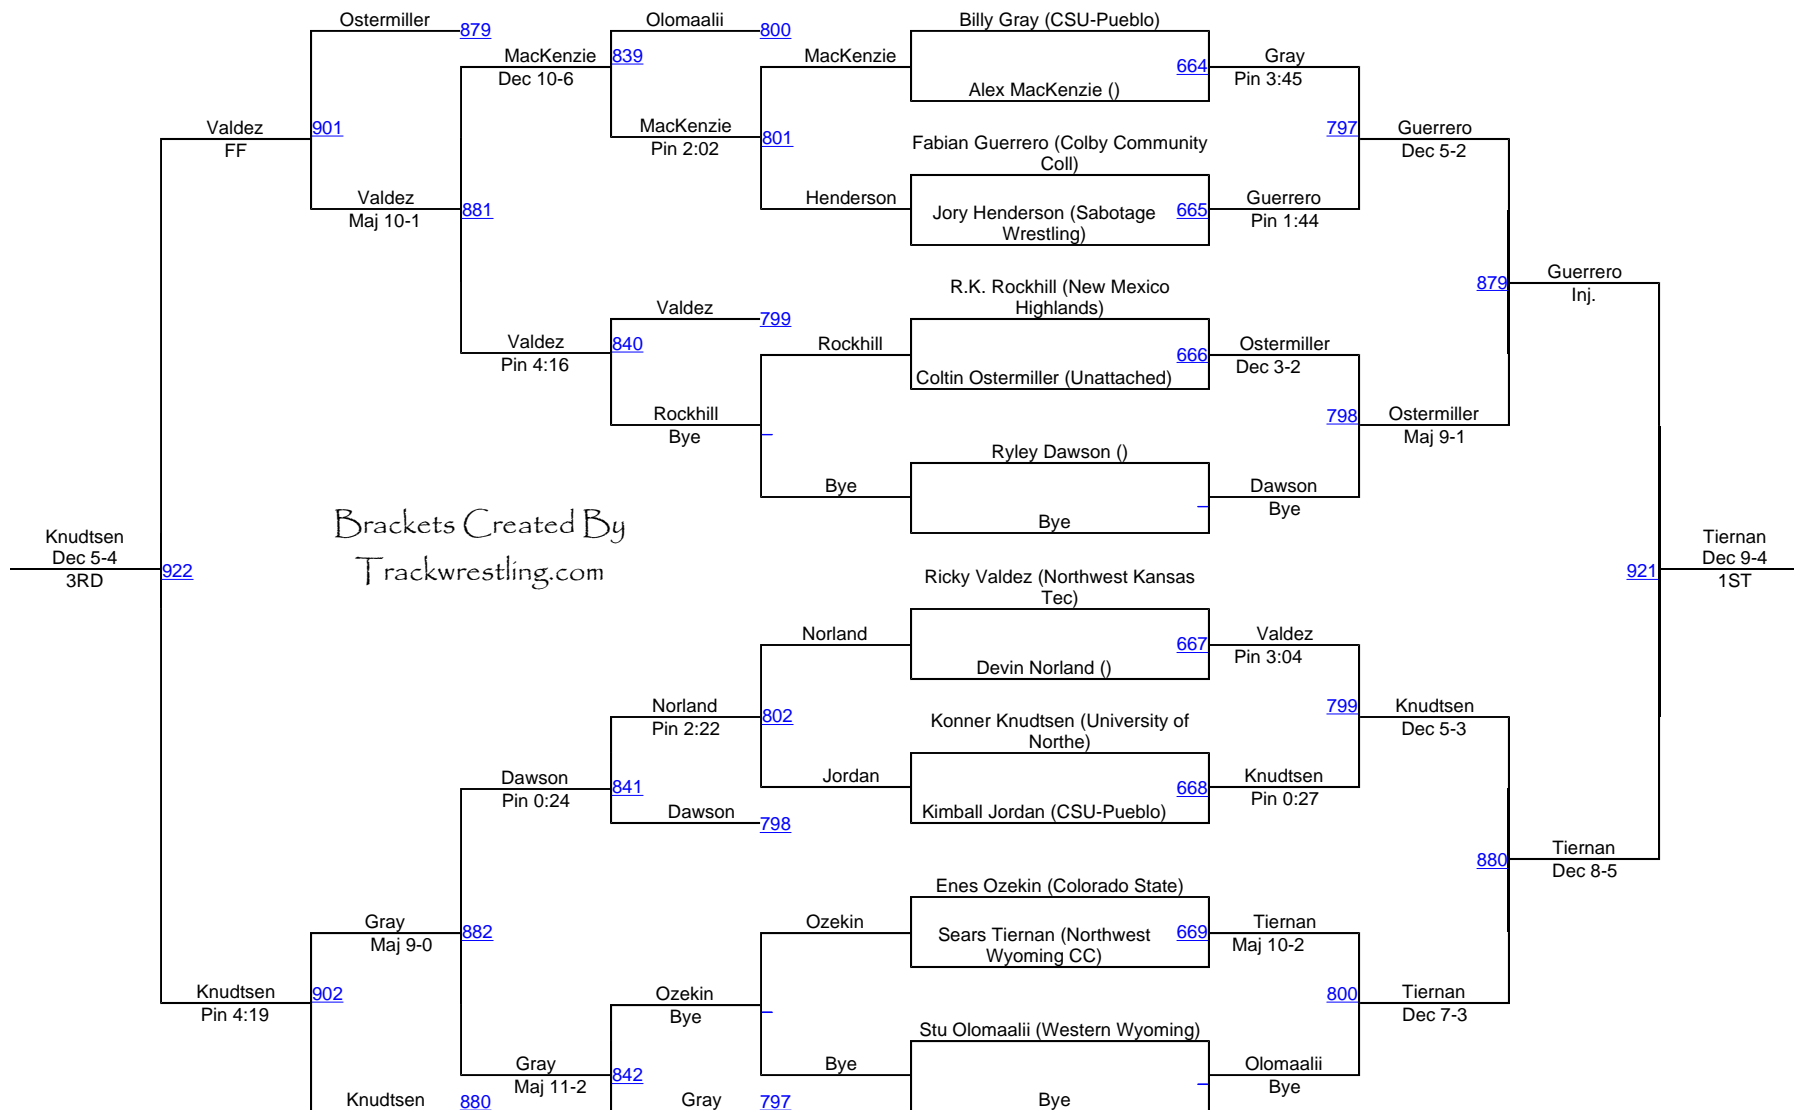 Ostermiller
879
Olomaalii
800
Billy Gray (CSU-Pueblo)
MacKenzie
Dec 10-6
839
MacKenzie
664
Gray
Pin 3:45
Alex MacKenzie ()
Valdez
FF
901
MacKenzie
Pin 2:02
801
797
Guerrero
Dec 5-2
Fabian Guerrero (Colby Community
Coll)
Valdez
Maj 10-1
881
Henderson
Jory Henderson (Sabotage
Wrestling)
665
Guerrero
Pin 1:44
R.K. Rockhill (New Mexico
Highlands)
879
Guerrero
Inj.
Valdez
799
Valdez
Pin 4:16
840
Rockhill
666
Ostermiller
Dec 3-2
Coltin Ostermiller (Unattached)
Rockhill
Bye
798
Ostermiller
Maj 9-1
Ryley Dawson ()
Bye
Dawson
Bye
Bye
Brackets Created By
Trackwrestling.com
Knudtsen
Dec 5-4
3RD
922
921
Tiernan
Dec 9-4
1ST
Ricky Valdez (Northwest Kansas
Tec)
Norland
667
Valdez
Pin 3:04
Devin Norland ()
Norland
Pin 2:22
802
Konner Knudtsen (University of
Northe)
799
Knudtsen
Dec 5-3
Dawson
Pin 0:24
841
Jordan
668
Knudtsen
Pin 0:27
Dawson
798
Kimball Jordan (CSU-Pueblo)
880
Tiernan
Dec 8-5
Enes Ozekin (Colorado State)
Gray
Maj 9-0
882
Ozekin
Sears Tiernan (Northwest
Wyoming CC)
669
Tiernan
Maj 10-2
Knudtsen
Pin 4:19
902
Ozekin
Bye
800
Tiernan
Dec 7-3
Stu Olomaalii (Western Wyoming)
Gray
Maj 11-2
842
Bye
Olomaalii
Bye
Knudtsen
880
Gray
797
Bye